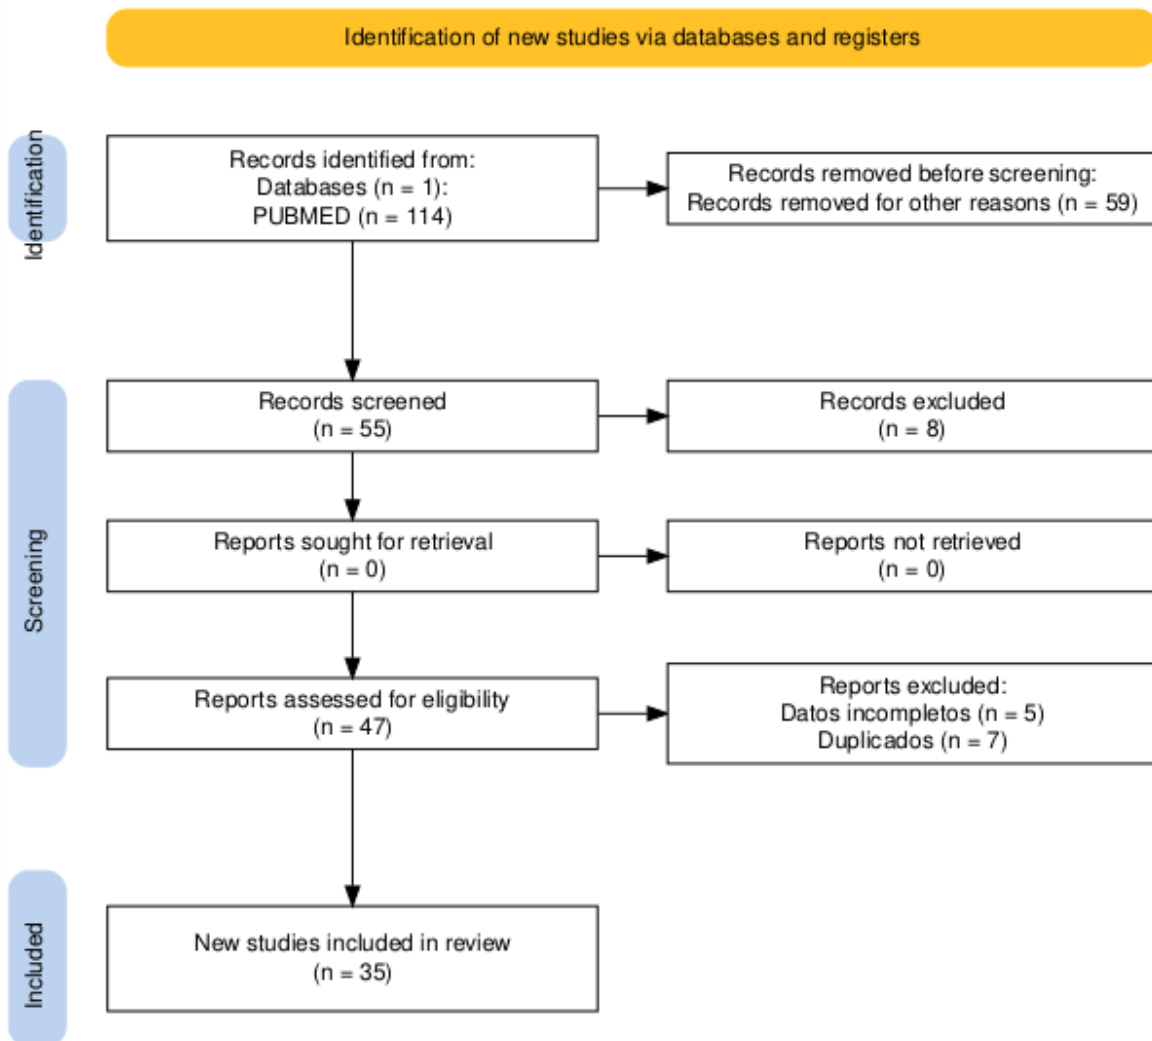 Identification of new studies via databases and registers
Identification
Records identified from:
Databases (n = 1):
PUBMED (n = 114)
Records removed before screening:
Records removed for other reasons (n = 59)
Screening
Records screened
(n = 55)
Records excluded
(n = 8)
Reports sought for retrieval
(n = 0)
Reports not retrieved
(n = 0)
Reports assessed for eligibility
(n = 47)
Reports excluded:
Datos incompletos (n = 5)
Duplicados (n = 7)
Included
New studies included in review
(n = 35)